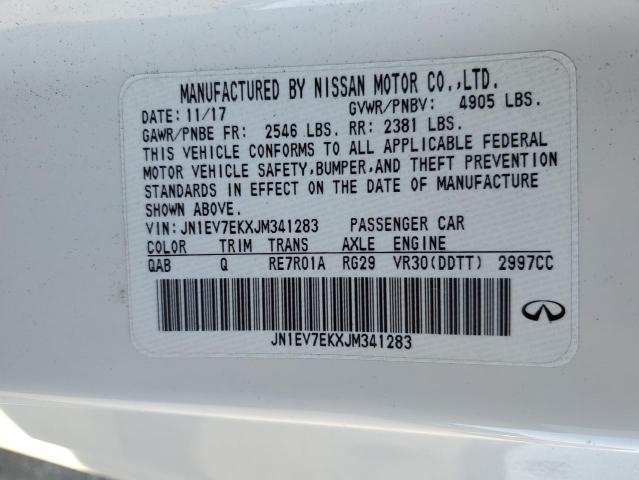 MANUFACTURED BY NISSAN MOTOR CO.,LTD.
DATE: 11/17 GVWR/PNBV: 4905 LBS.
GAWR/PNBE FR: 2546 LBS. RR: 2381 LBS.
THIS VEHICLE CONFORMS TO ALL APPLICABLE FEDERAL
MOTOR VEHICLE SAFETY,BUMPER,AND THEFT PREVENTION
STANDARDS IN EFFECT ON THE DATE OF MANUFACTURE
SHOWN ABOVE.
VIN:JN1EV7EKXJM341283 PASSENGER CAR
COLOR TRIM TRANS AXLE ENGINE
QAB Q RE7R01A RG29 VR30(DDTT) 2997CC
JN1EV7EKXJM341283